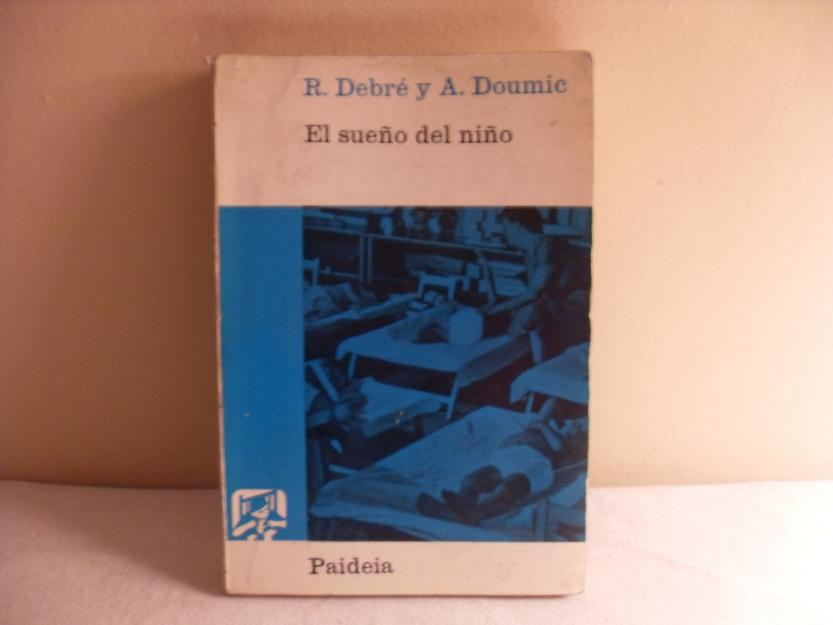 R. Debré y A. Doumic
El sueño del niño
Paideia